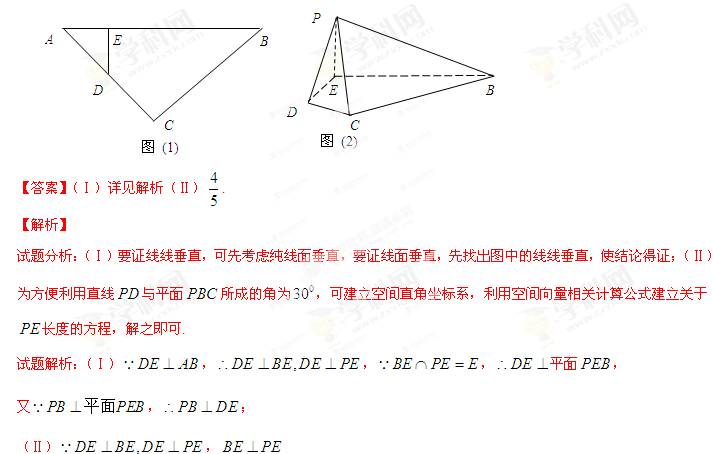 A E B
D
C
图 (1)
P
E B
D
C
图 (2)
【答案】(Ⅰ) 详见解析(Ⅱ) 4/5 .
【解析】
试题分析:(Ⅰ)要证线线垂直,可先考虑纯线面垂直,要证线面垂直,先找出图中的线线垂直,使结论得证;(Ⅱ)
为方便利用直线 PD 与平面 PBC 所成的角为 30⁰, 可建立空间直角坐标系,利用空间向量相关计算公式建立关于
PE 长度的方程,解之即可.
试题解析:(Ⅰ) ∵ DE ⊥ AB, ∴ DE ⊥ BE, DE ⊥ PE, ∵ BE ∩ PE = E, ∴ DE ⊥平面 PEB,
又∵ PB ⊥平面PEB, ∴ PB ⊥ DE;
(Ⅱ) ∵ DE ⊥ BE, DE ⊥ PE, BE ⊥ PE